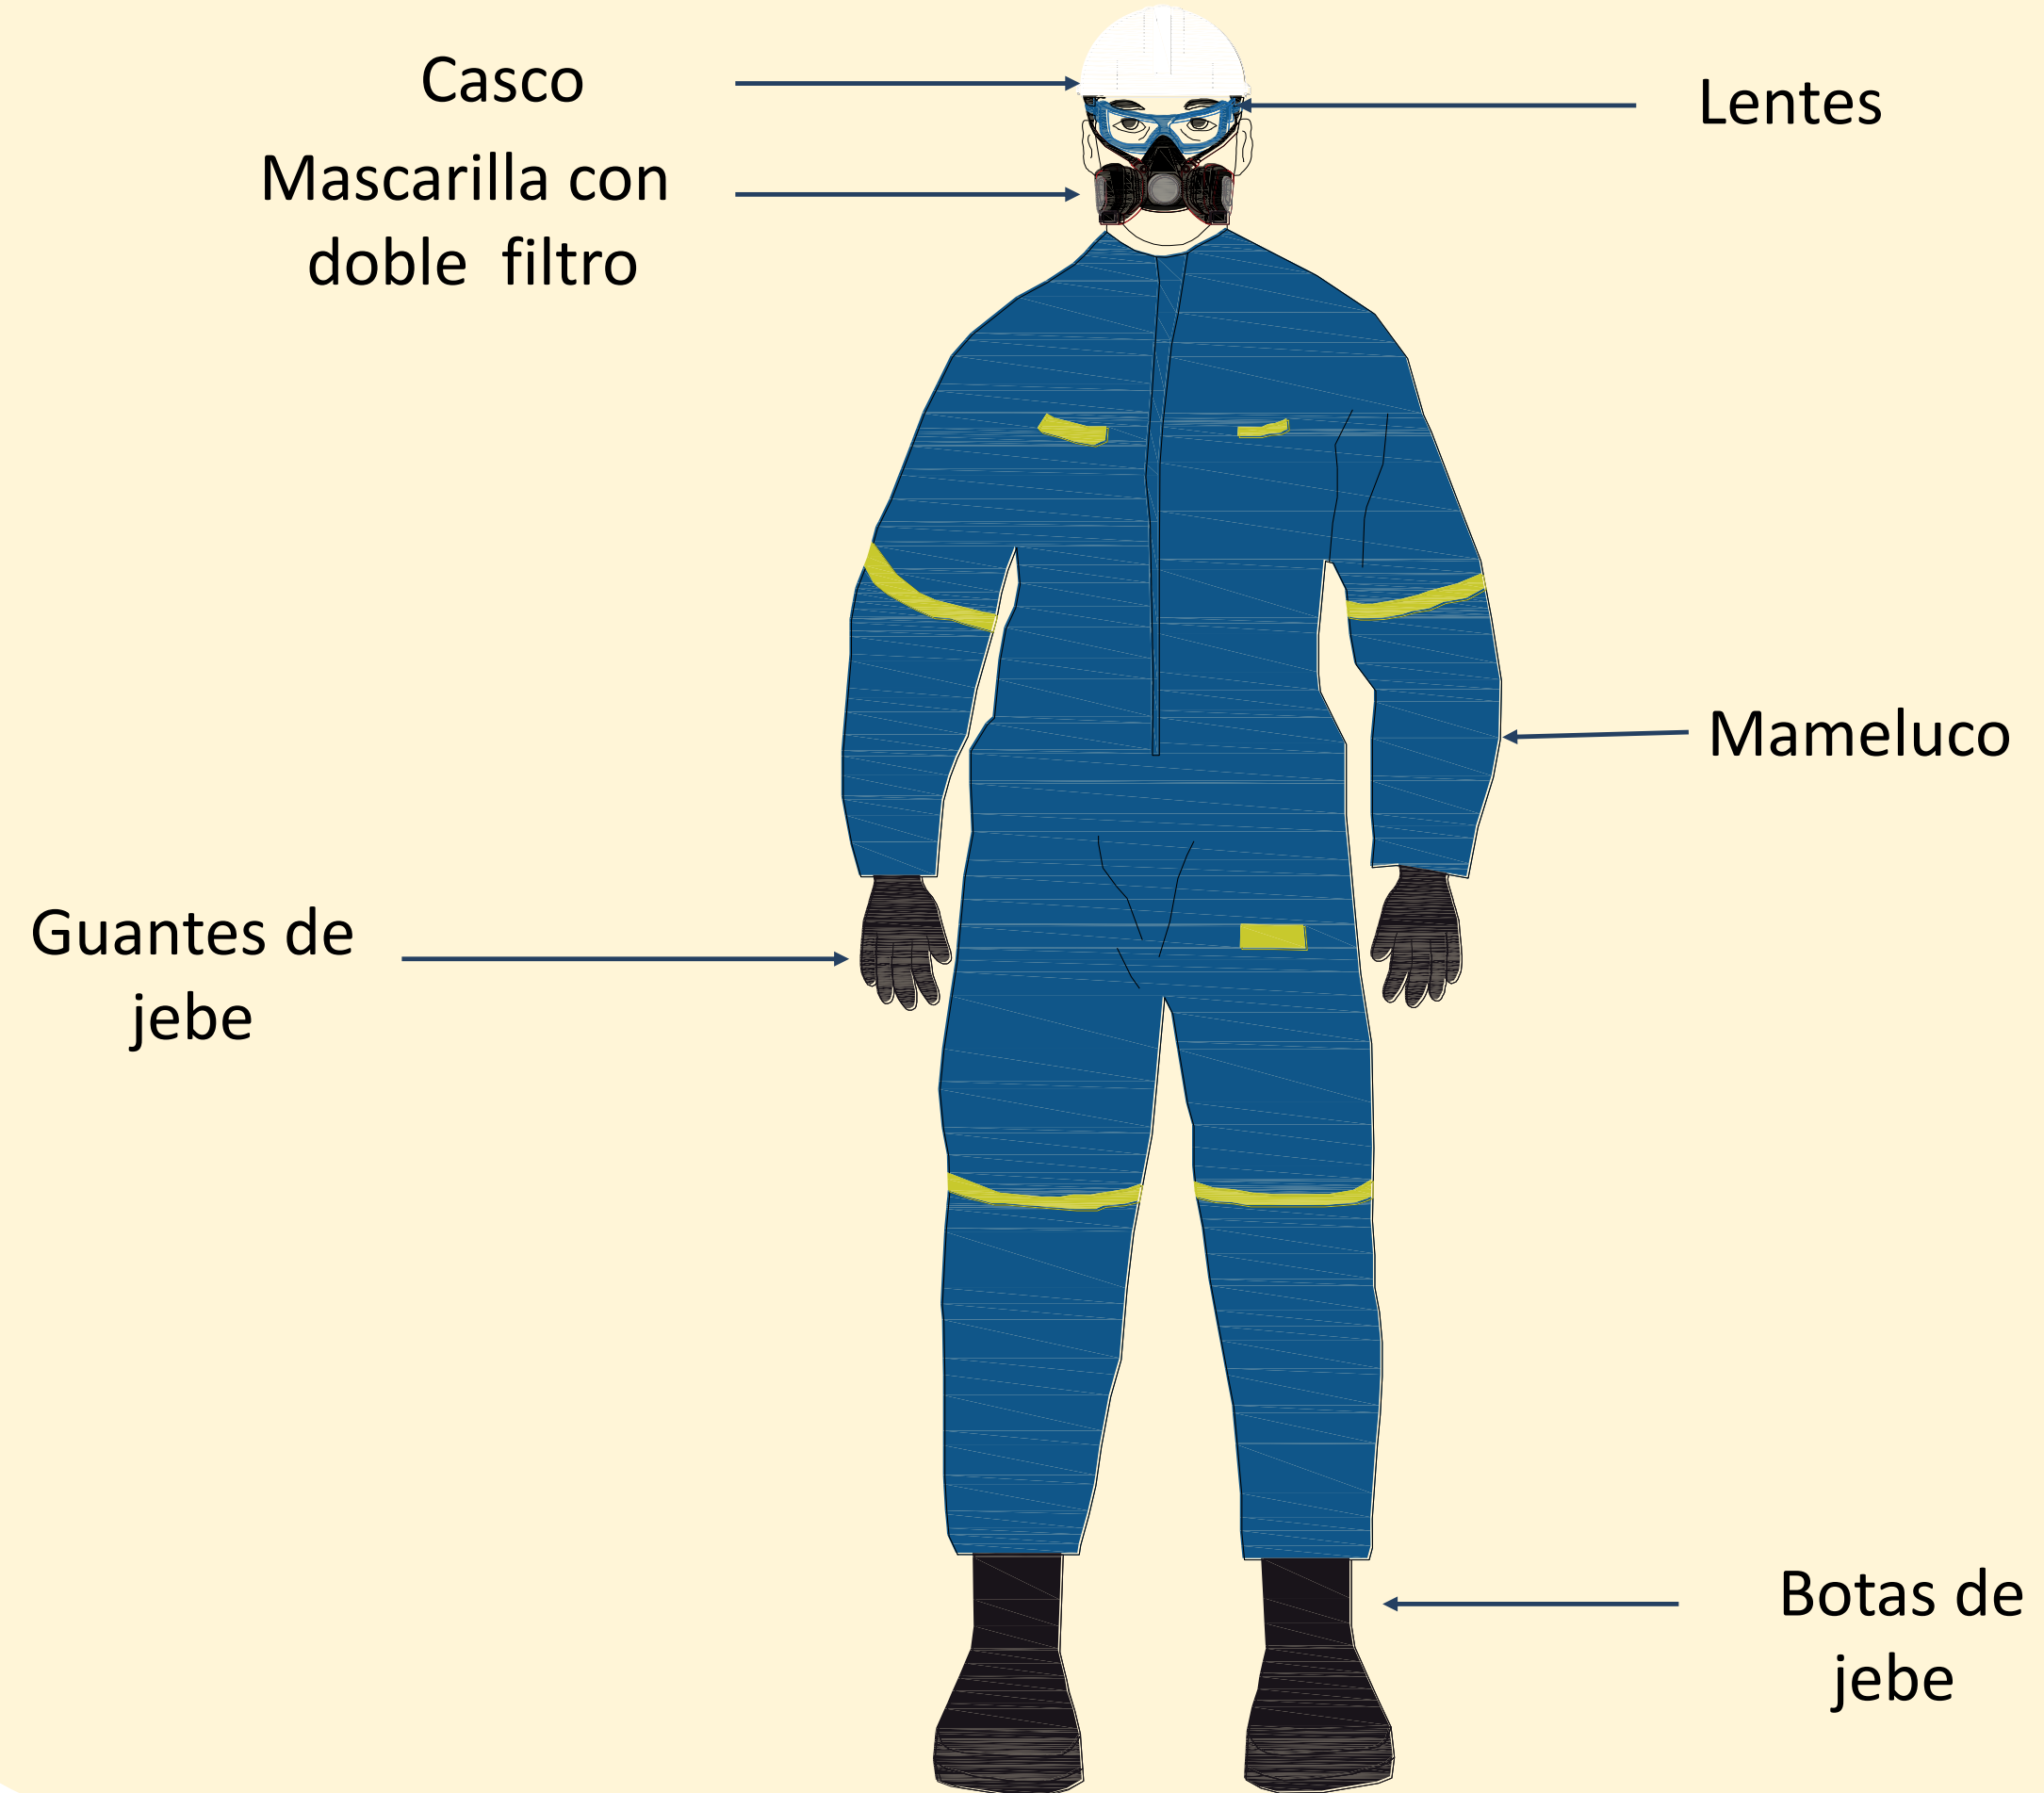 Casco
Lentes
Mascarilla con
doble filtro
Mameluco
Guantes de
jebe
Botas de
jebe